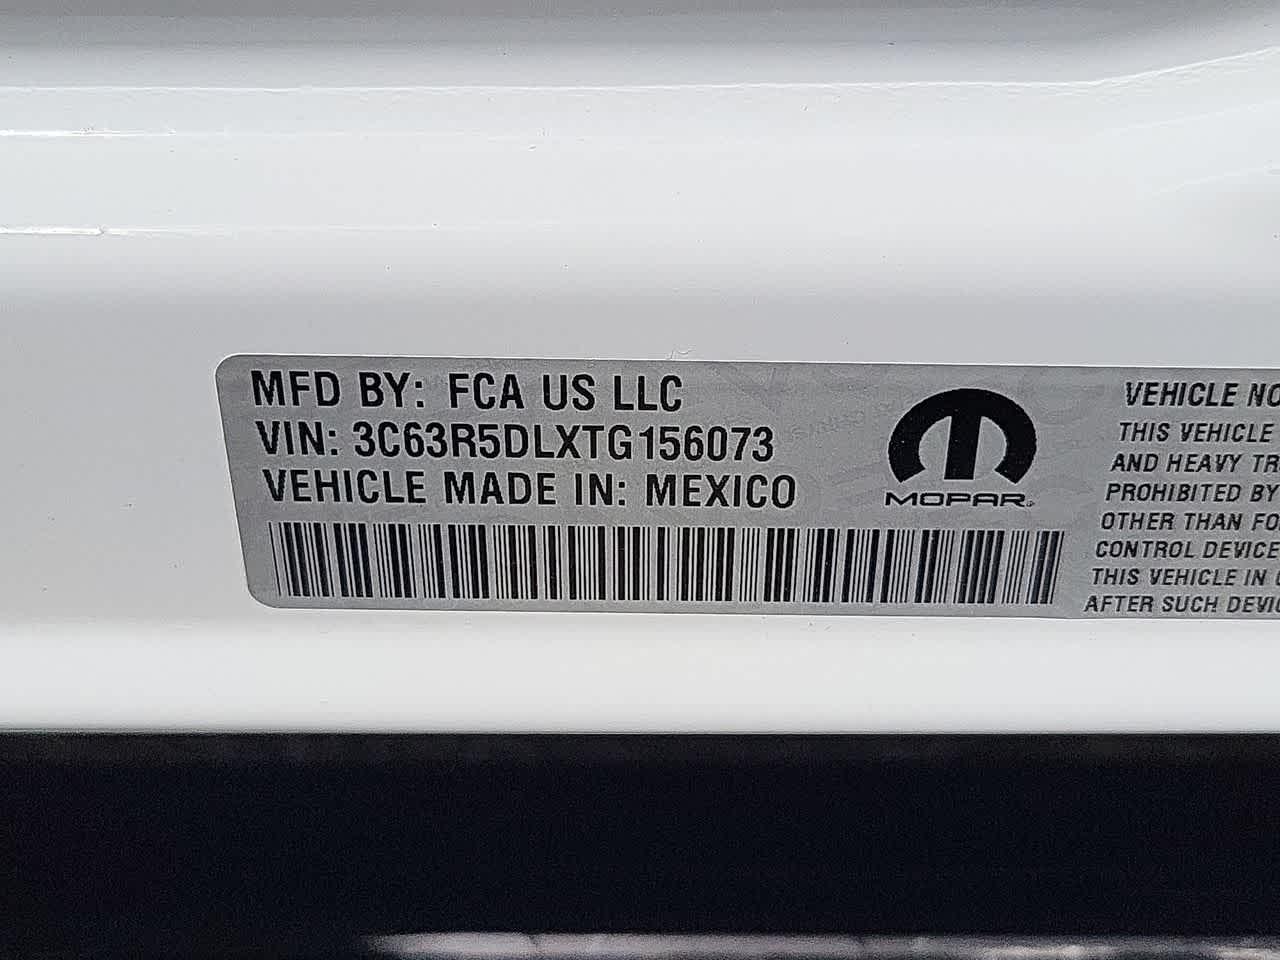 MFD BY: FCA US LLC
VIN: 3C63R5DLXTG156073
VEHICLE MADE IN: MEXICO
MOPAR
VEHICLE NO
THIS VEHICLE
AND HEAVY TR
PROHIBITED BY
OTHER THAN FO
CONTROL DEVICE
THIS VEHICLE IN
AFTER SUCH DEVIC